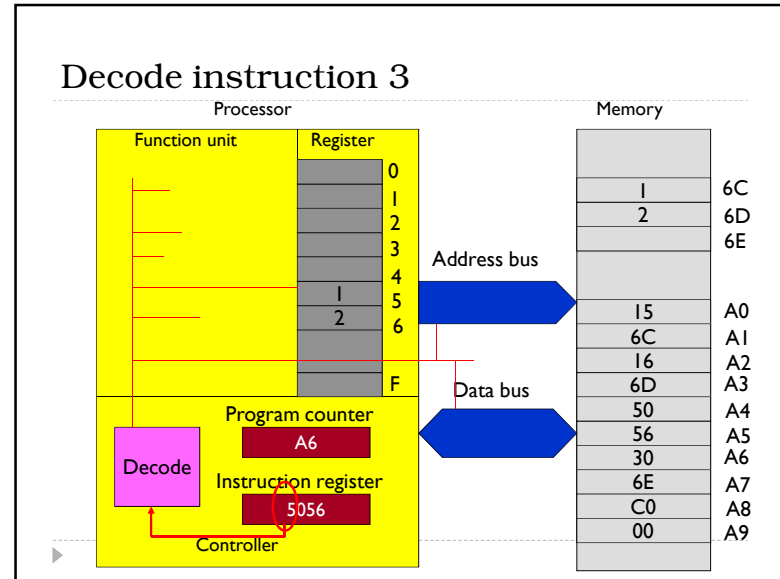 Decode instruction 3
Processor
Memory
Function unit
Register
0
1
2
3
4
5
6
F
1
2
Address bus
Data bus
1 6C
2 6D
6E
15 A0
6C A1
16 A2
6D A3
50 A4
56 A5
30 A6
6E A7
C0 A8
00 A9
Program counter
A6
Decode
Instruction register
5056
Controller